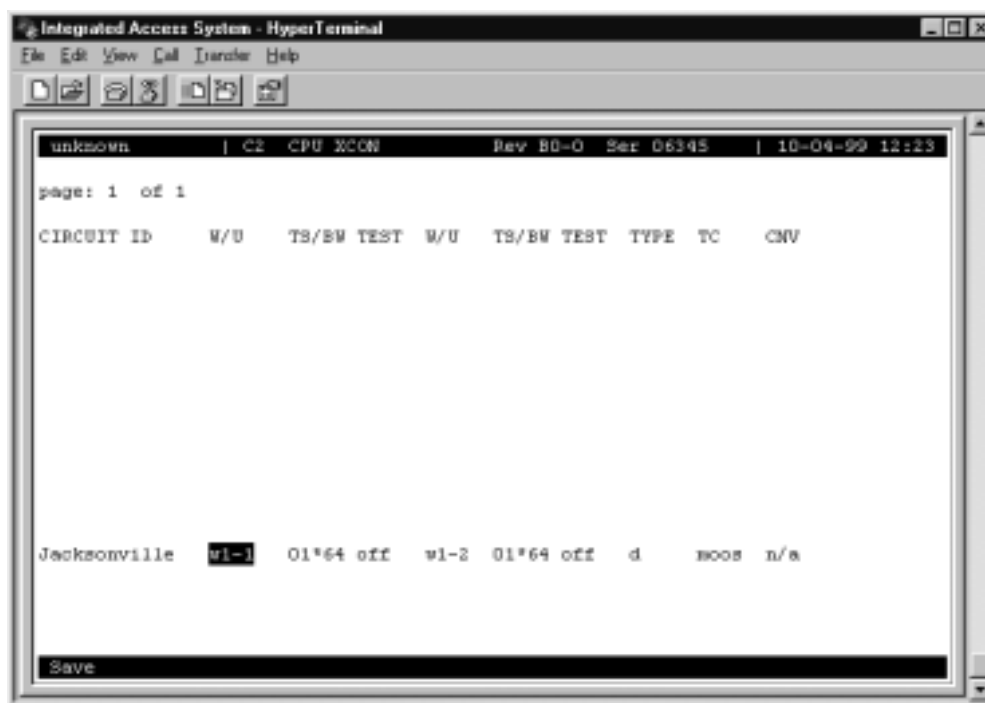 Integrated Access System - HyperTerminal
File Edit View Call Transfer Help
unknown | C2 CPU XCON Rev B0-0 Ser 06345 | 10-04-99 12:23
page: 1 of 1
CIRCUIT ID W/U TS/BW TEST W/U TS/BW TEST TYPE TC CNV
Jacksonville w1-1 01*64 off w1-2 01*64 off d moos n/a
Save